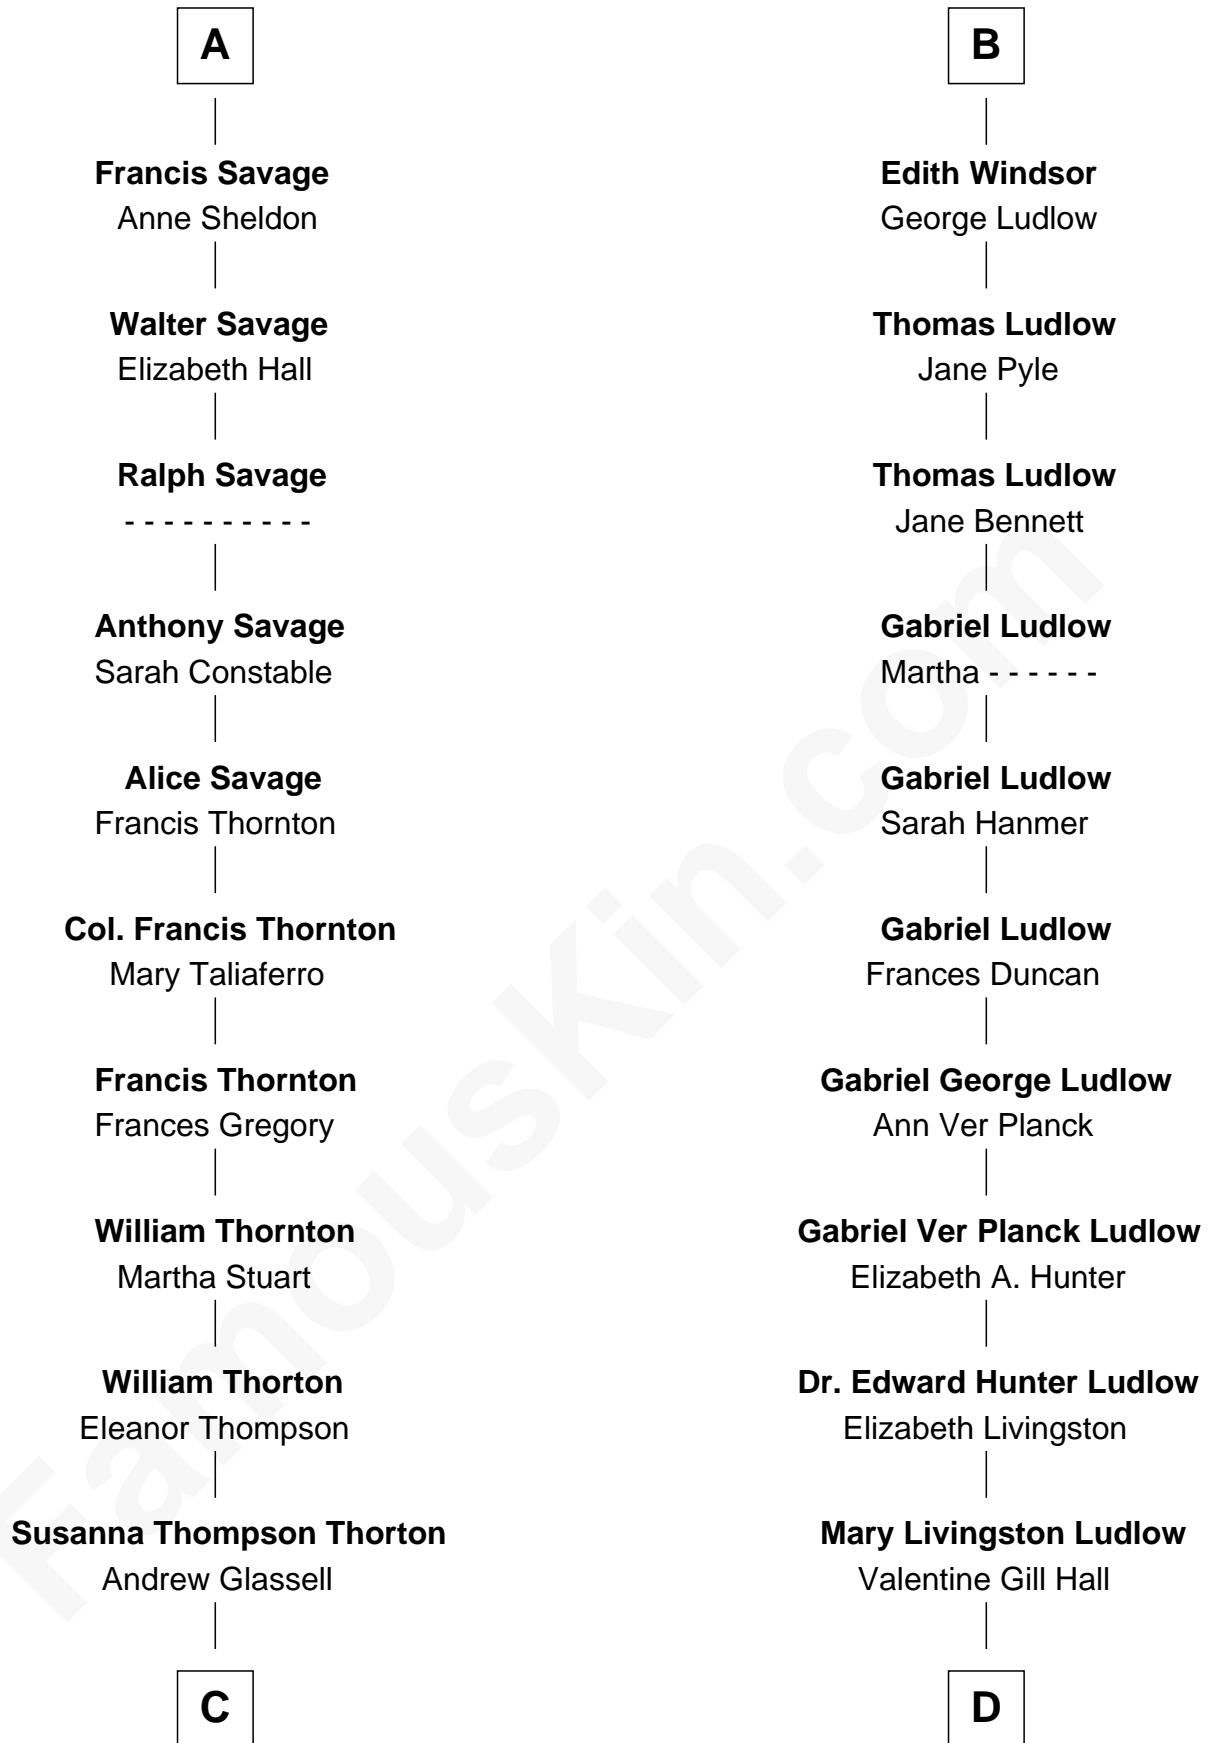 A
Francis Savage
Anne Sheldon
Walter Savage
Elizabeth Hall
Ralph Savage
- - - - - - - - - -
Anthony Savage
Sarah Constable
Alice Savage
Francis Thornton
Col. Francis Thornton
Mary Taliaferro
Francis Thornton
Frances Gregory
William Thornton
Martha Stuart
William Thorton
Eleanor Thompson
Susanna Thompson Thorton
Andrew Glassell
C
B
Edith Windsor
George Ludlow
Thomas Ludlow
Jane Pyle
Thomas Ludlow
Jane Bennett
Gabriel Ludlow
Martha - - - - - -
Gabriel Ludlow
Sarah Hanmer
Gabriel Ludlow
Frances Duncan
Gabriel George Ludlow
Ann Ver Planck
Gabriel Ver Planck Ludlow
Elizabeth A. Hunter
Dr. Edward Hunter Ludlow
Elizabeth Livingston
Mary Livingston Ludlow
Valentine Gill Hall
D
FamousKin.com